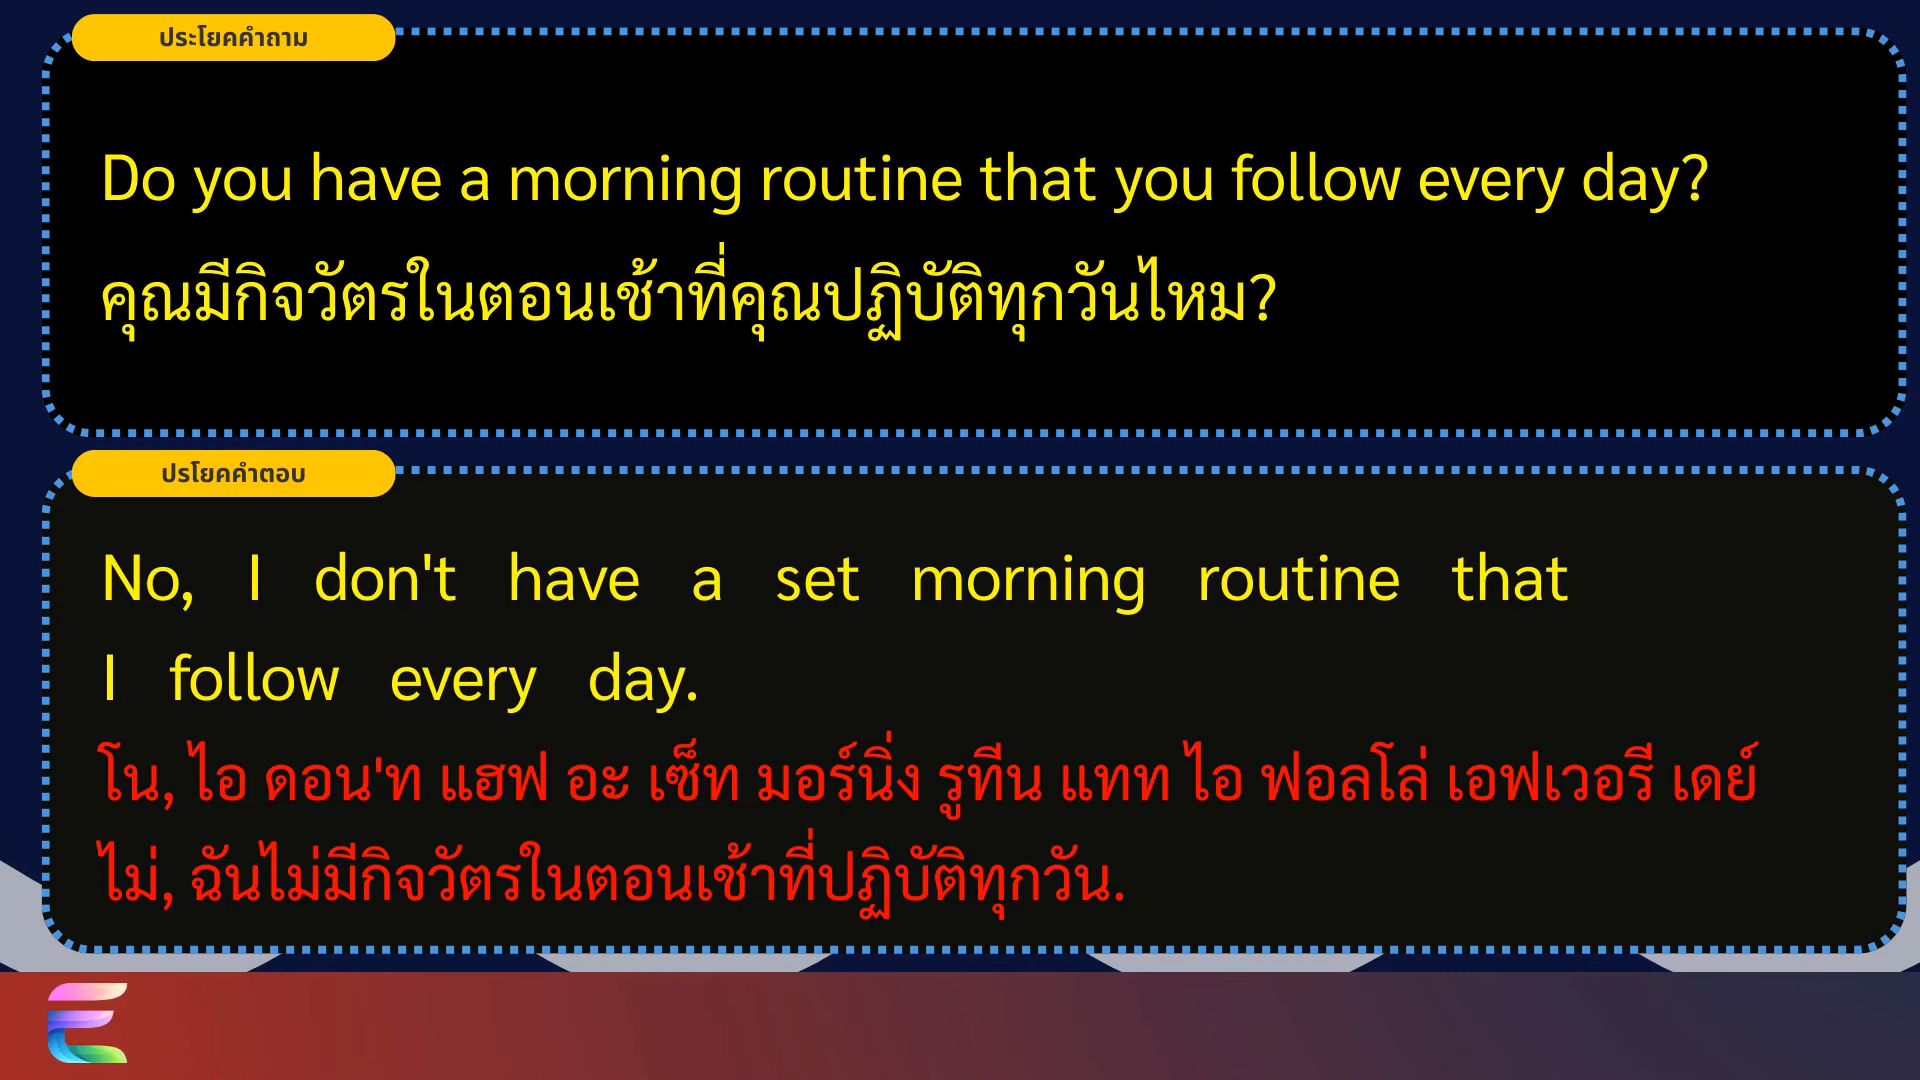 ประโยคคำถาม
Do you have a morning routine that you follow every day?
คุณมีกิจวัตรในตอนเช้าที่คุณปฏิบัติทุกวันไหม?
ปรโยคคำตอบ
No, I don't have a set morning routine that
I follow every day.
โน, ไอ ดอน'ท แฮฟ อะ เซ็ท มอร์นิ่ง รูทีน แทท ไอ ฟอลโล่ เอฟเวอรี เดย์
ไม่, ฉันไม่มีกิจวัตรในตอนเช้าที่ปฏิบัติทุกวัน.